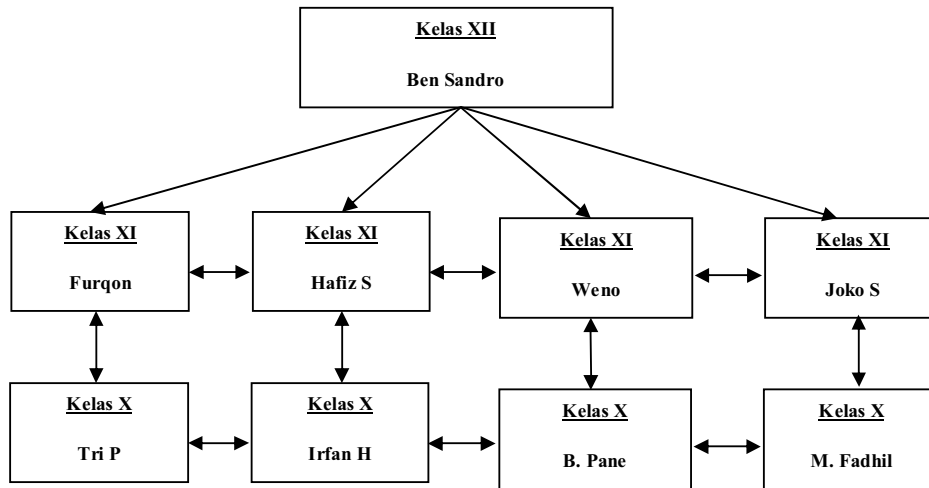 Kelas XII
Ben Sandro
Kelas XI
Furqon
Kelas XI
Hafiz S
Kelas XI
Weno
Kelas XI
Joko S
Kelas X
Tri P
Kelas X
Irfan H
Kelas X
B. Pane
Kelas X
M. Fadhil